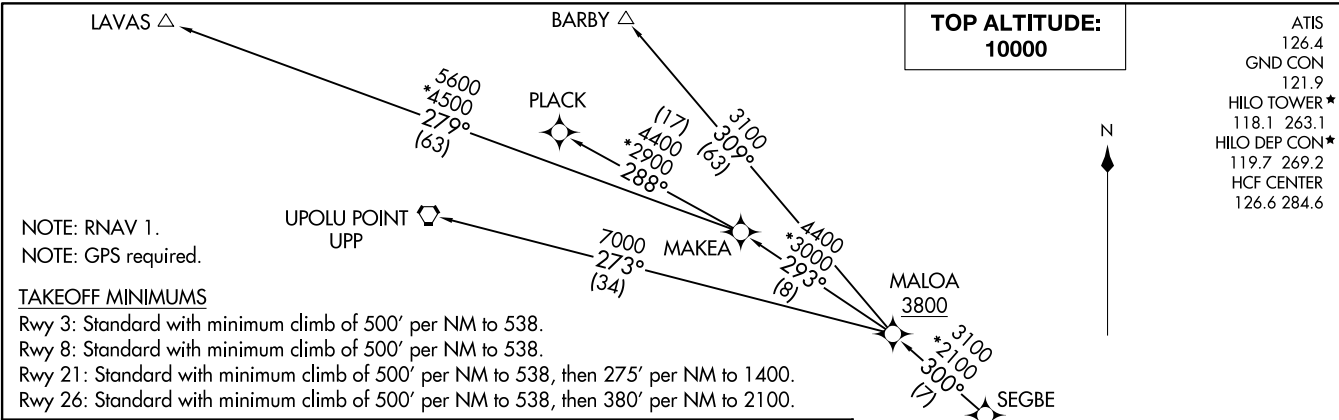 LAVAS
BARBY
TOP ALTITUDE:
10000
ATIS
126.4
GND CON
121.9
HILO TOWER★
118.1 263.1
HILO DEP CON★
119.7 269.2
HCF CENTER
126.6 284.6
5600
*4500
279°
(63)
PLACK
(17)
4400
*2900
288°
3100
309°
(63)
N
UPOLU POINT
UPP
7000
273°
(34)
MAKEA
4400
*3000
293°
(8)
MALOA
3800
3100
*2100
300°
(7)
SEGBE
NOTE: RNAV 1.
NOTE: GPS required.
TAKEOFF MINIMUMS
Rwy 3: Standard with minimum climb of 500' per NM to 538.
Rwy 8: Standard with minimum climb of 500' per NM to 538.
Rwy 21: Standard with minimum climb of 500' per NM to 538, then 275' per NM to 1400.
Rwy 26: Standard with minimum climb of 500' per NM to 538, then 380' per NM to 2100.